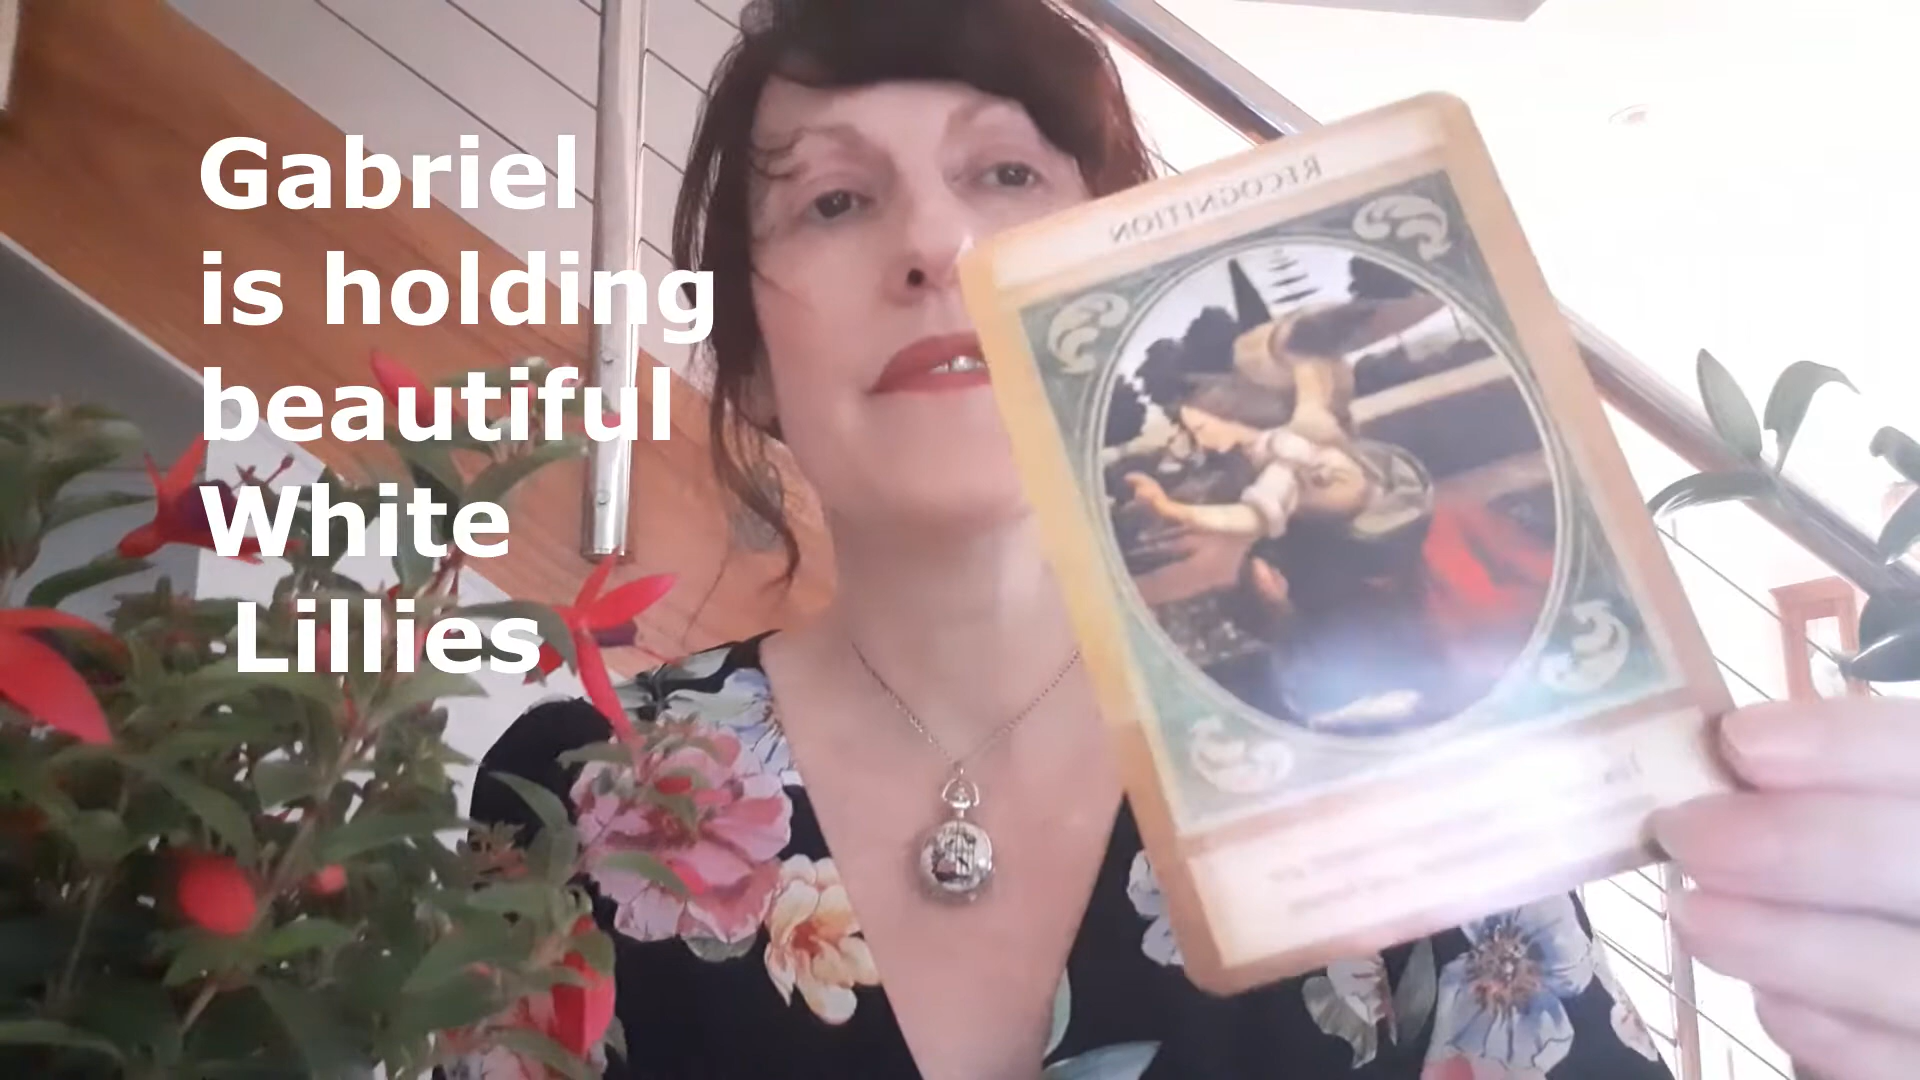 Gabriel
is holding
beautiful
White
Lillies
RECOGNITION